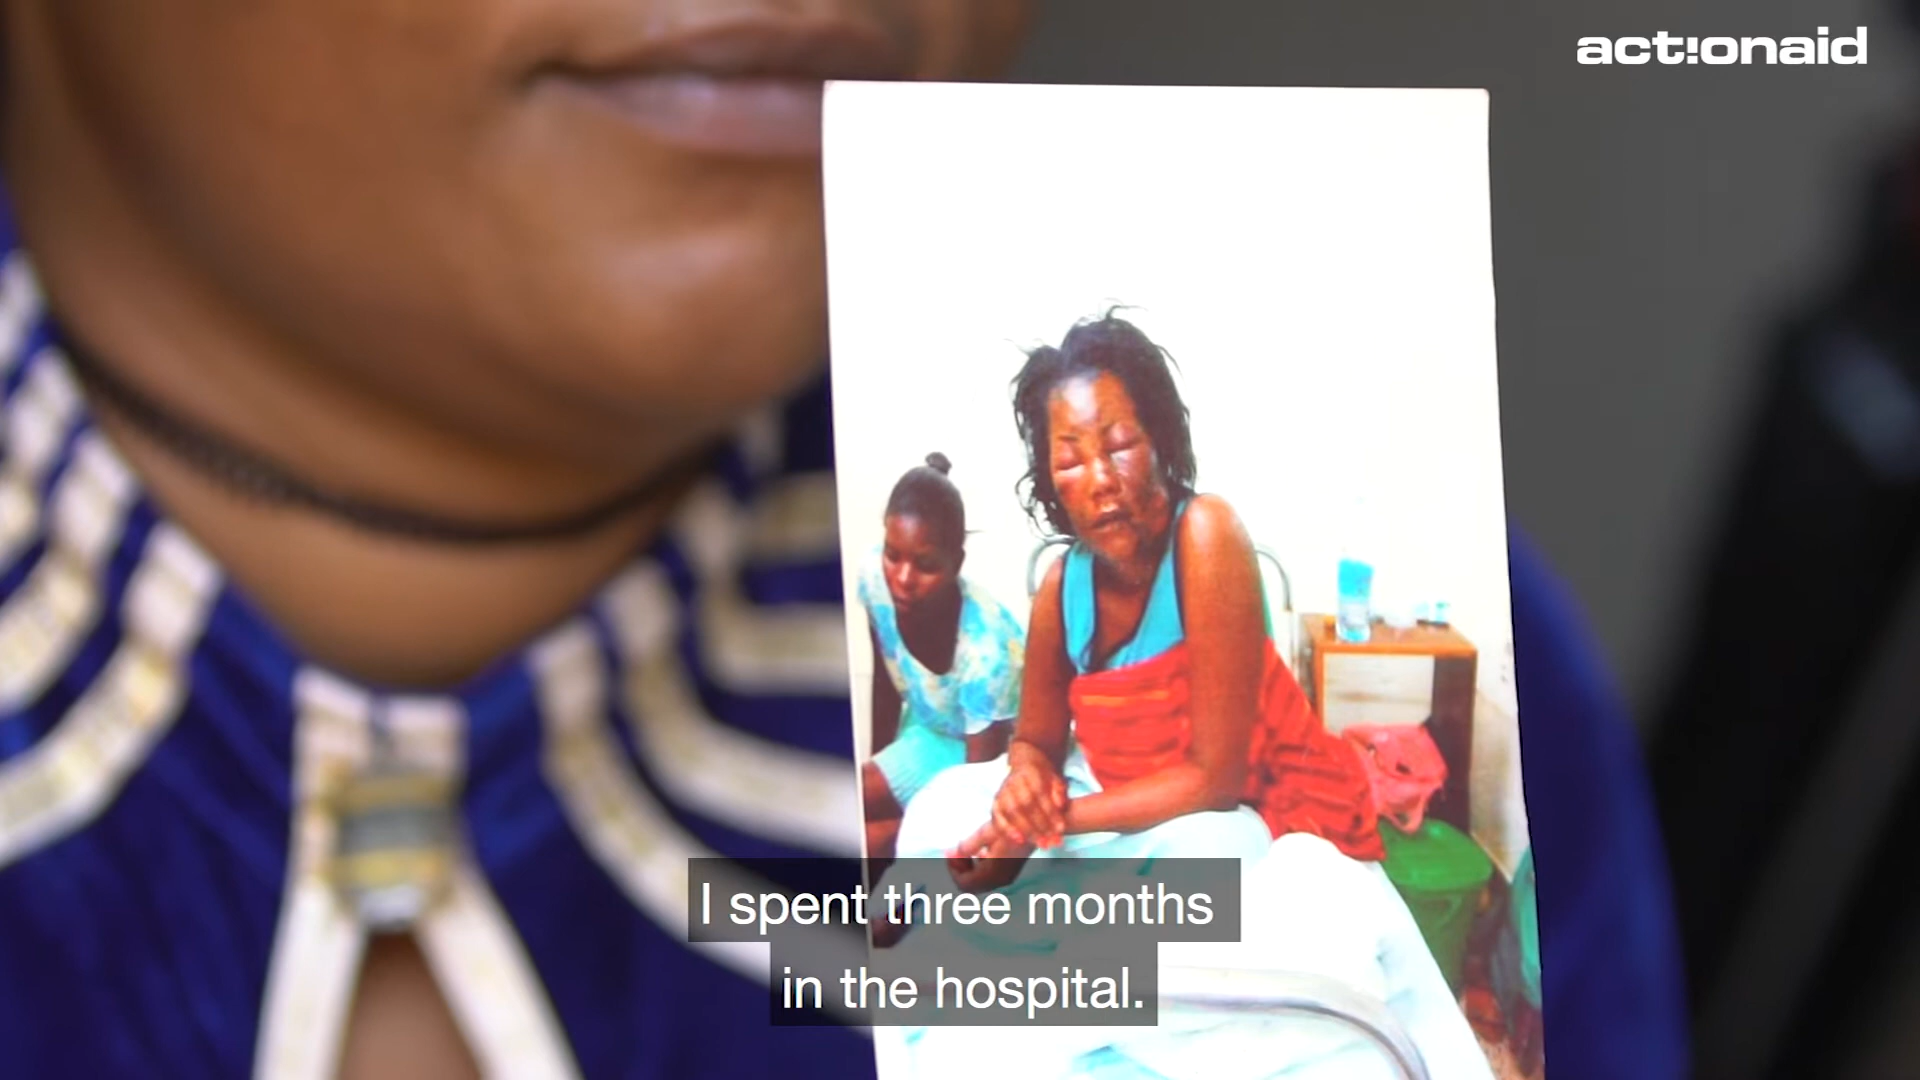 act!onaid
I spent three months
in the hospital.